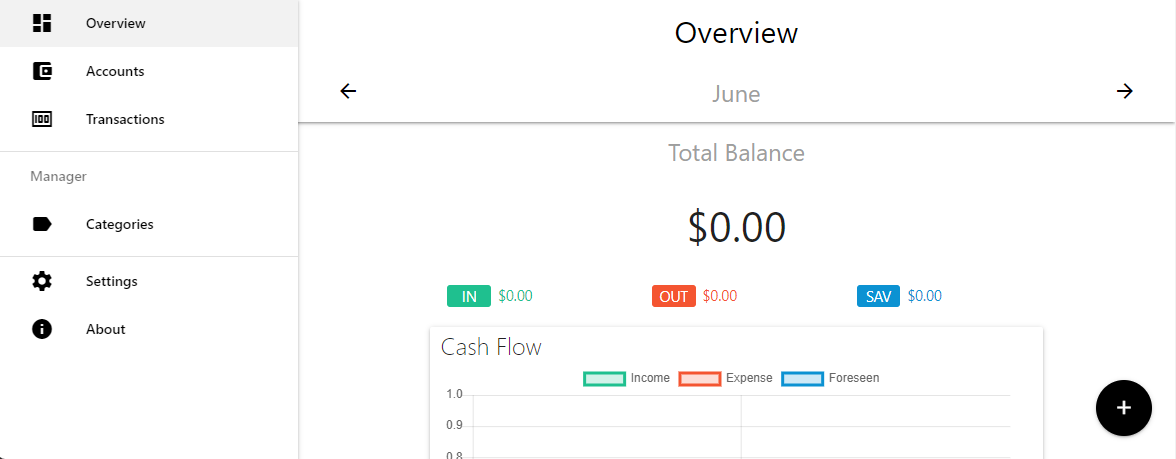 Overview
Accounts
Transactions
Manager
Categories
Settings
About
Overview
June
Total Balance
$0.00
IN $0.00 OUT $0.00 SAV $0.00
Cash Flow
Income Expense Foreseen
1.0
0.9
0.8